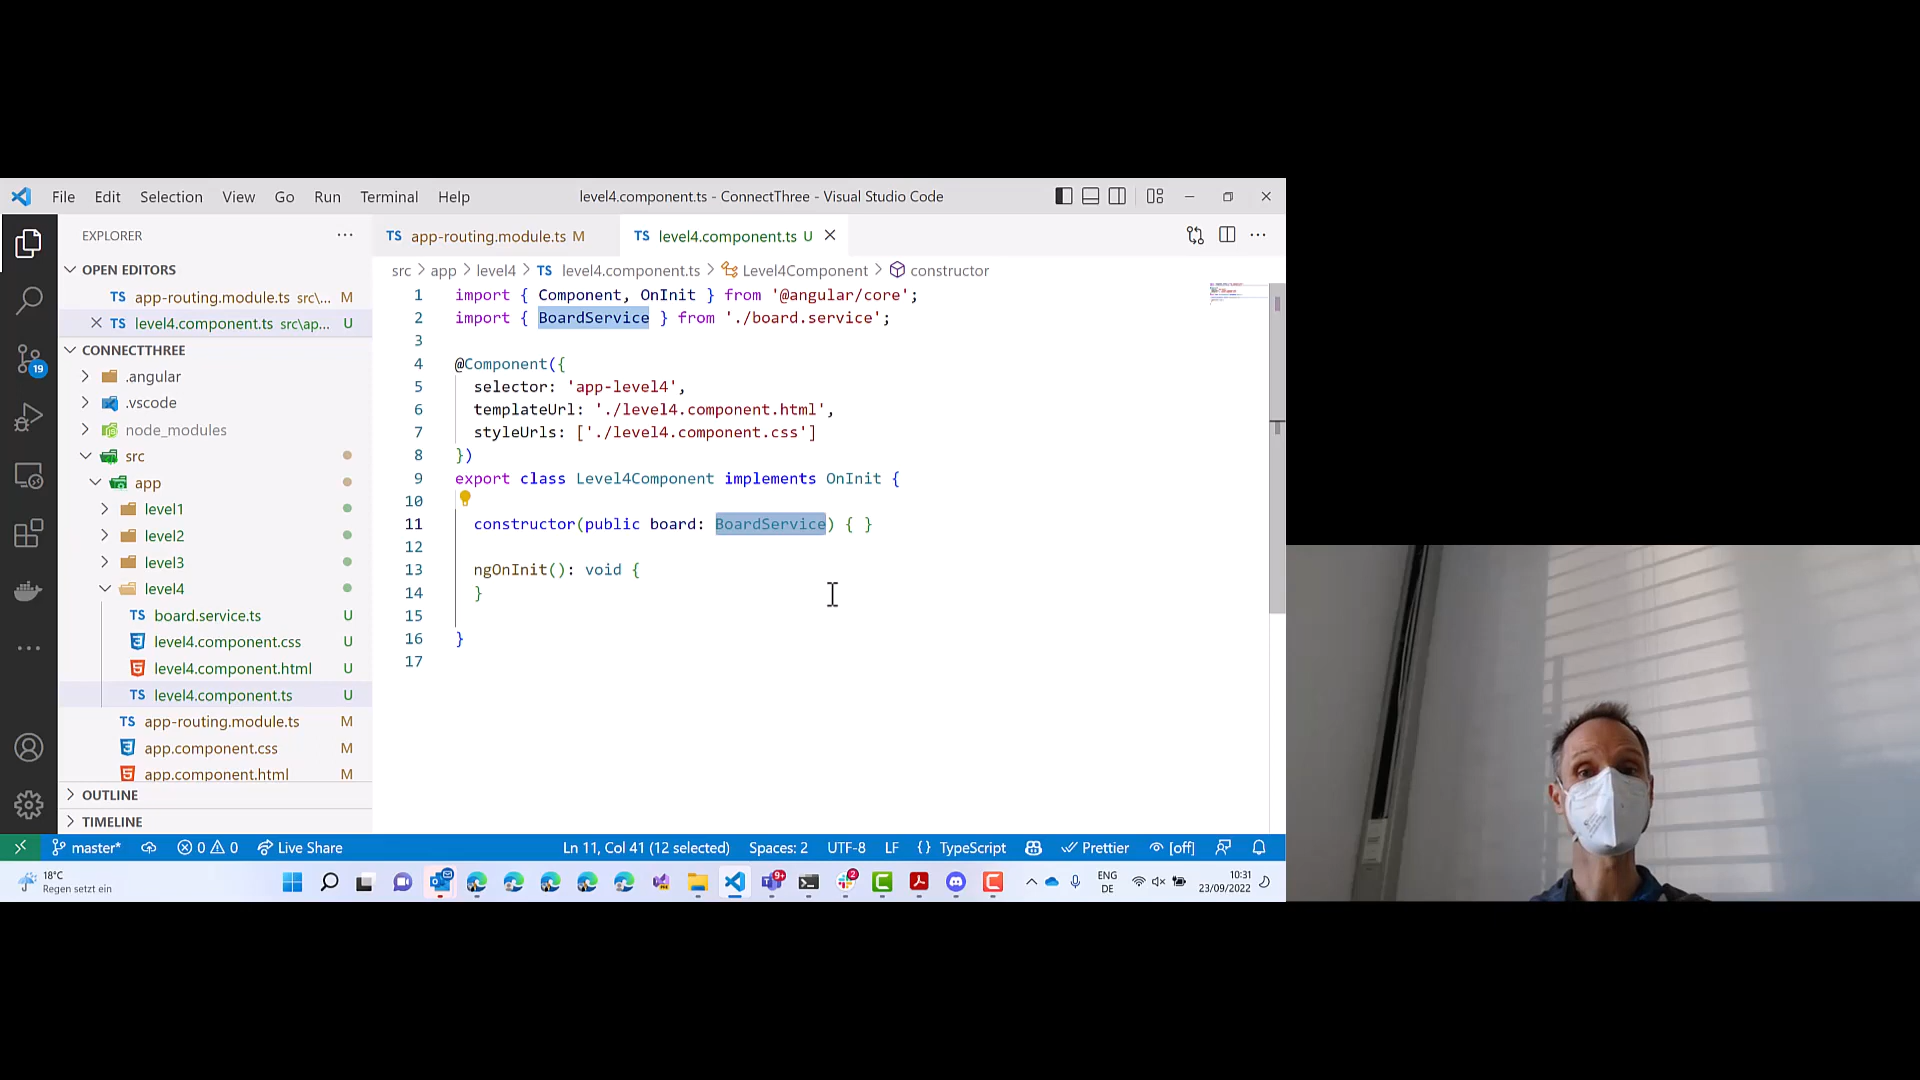 File Edit Selection View Go Run Terminal Help level4.component.ts - ConnectThree - Visual Studio Code
EXPLORER
OPEN EDITORS
TS app-routing.module.ts src\... M
TS level4.component.ts src\ap... U
CONNECTTHREE
.angular
.vscode
node_modules
src
app
level1
level2
level3
level4
TS board.service.ts U
level4.component.css U
level4.component.html U
TS level4.component.ts U
TS app-routing.module.ts M
app.component.css M
app.component.html M
OUTLINE
TIMELINE
19
TS app-routing.module.ts M
TS level4.component.ts U
src > app > level4 > TS level4.component.ts > Level4Component > constructor
1 import { Component, OnInit } from '@angular/core';
2 import { BoardService } from './board.service';
3
4 @Component({
5 selector: 'app-level4',
6 templateUrl: './level4.component.html',
7 styleUrls: ['./level4.component.css']
8 })
9 export class Level4Component implements OnInit {
10
11 constructor(public board: BoardService) { }
12
13 ngOnInit(): void {
14 }
15
16 }
17
master* 0 0 Live Share Ln 11, Col 41 (12 selected) Spaces: 2 UTF-8 LF {} TypeScript Prettier [off]
18°C
Regen setzt ein
9+
2
ENG
DE
10:31
23/09/2022